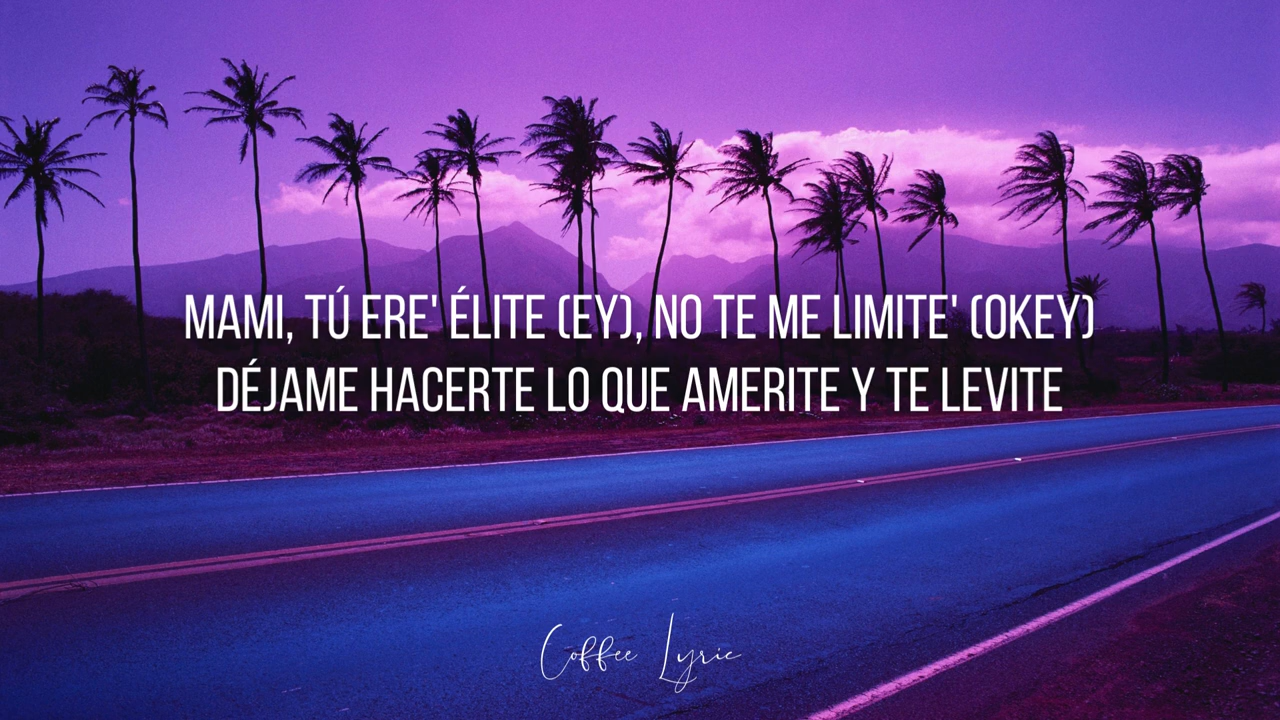 MAMI, TÚ ERE' ÉLITE (EY), NO TE ME LIMITE' (OKEY)
DÉJAME HACERTE LO QUE AMERITE Y TE LEVITE
Coffee Lyric